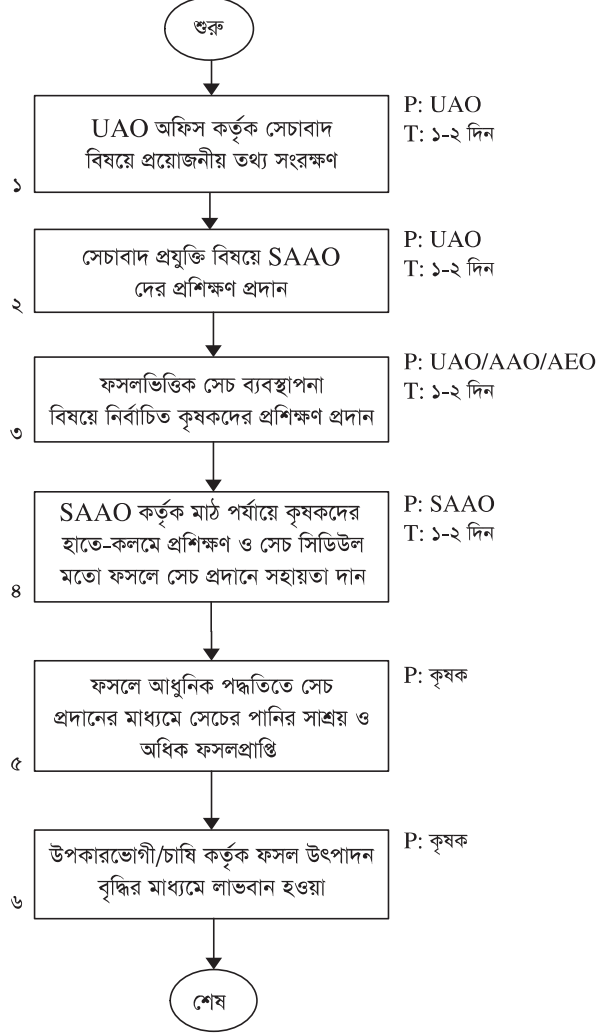 শুরু
UAO অফিস কর্তৃক সেচাবাদ
বিষয়ে প্রয়োজনীয় তথ্য সংরক্ষণ
১
P: UAO
T: ১-২ দিন
সেচাবাদ প্রযুক্তি বিষয়ে SAAO
দের প্রশিক্ষণ প্রদান
২
P: UAO
T: ১-২ দিন
ফসলভিত্তিক সেচ ব্যবস্থাপনা
বিষয়ে নির্বাচিত কৃষকদের প্রশিক্ষণ প্রদান
৩
P: UAO/AAO/AEO
T: ১-২ দিন
SAAO কর্তৃক মাঠ পর্যায়ে কৃষকদের
হাতে-কলমে প্রশিক্ষণ ও সেচ সিডিউল
মতো ফসলে সেচ প্রদানে সহায়তা দান
৪
P: SAAO
T: ১-২ দিন
ফসলে আধুনিক পদ্ধতিতে সেচ
প্রদানের মাধ্যমে সেচের পানির সাশ্রয় ও
অধিক ফসলপ্রাপ্তি
৫
P: কৃষক
উপকারভোগী/চাষি কর্তৃক ফসল উৎপাদন
বৃদ্ধির মাধ্যমে লাভবান হওয়া
৬
P: কৃষক
শেষ